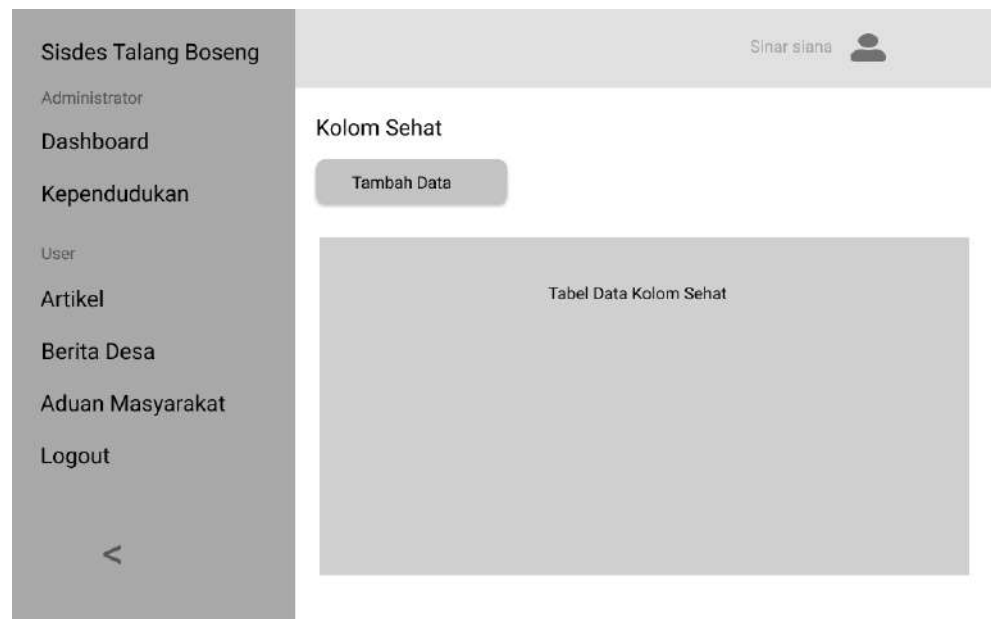 Sisdes Talang Boseng
Administrator
Dashboard
Kependudukan
User
Artikel
Berita Desa
Aduan Masyarakat
Logout
<
Sinar siana
Kolom Sehat
Tambah Data
Tabel Data Kolom Sehat